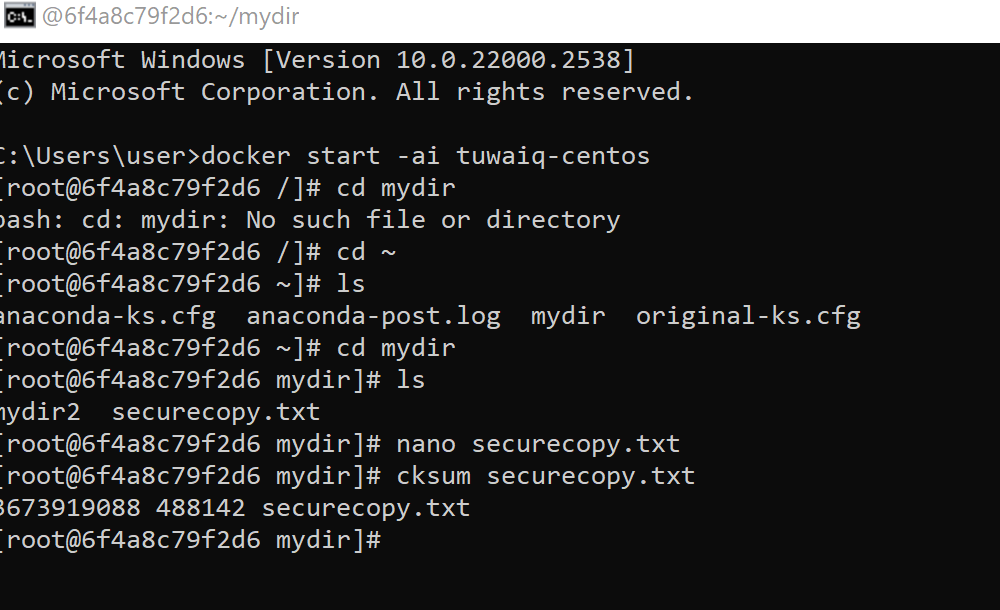 @6f4a8c79f2d6:~/mydir
Microsoft Windows [Version 10.0.22000.2538]
(c) Microsoft Corporation. All rights reserved.
C:\Users\user>docker start -ai tuwaiq-centos
[root@6f4a8c79f2d6 /]# cd mydir
bash: cd: mydir: No such file or directory
[root@6f4a8c79f2d6 /]# cd ~
[root@6f4a8c79f2d6 ~]# ls
anaconda-ks.cfg  anaconda-post.log  mydir  original-ks.cfg
[root@6f4a8c79f2d6 ~]# cd mydir
[root@6f4a8c79f2d6 mydir]# ls
mydir2  securecopy.txt
[root@6f4a8c79f2d6 mydir]# nano securecopy.txt
[root@6f4a8c79f2d6 mydir]# cksum securecopy.txt
3673919088 488142 securecopy.txt
[root@6f4a8c79f2d6 mydir]#